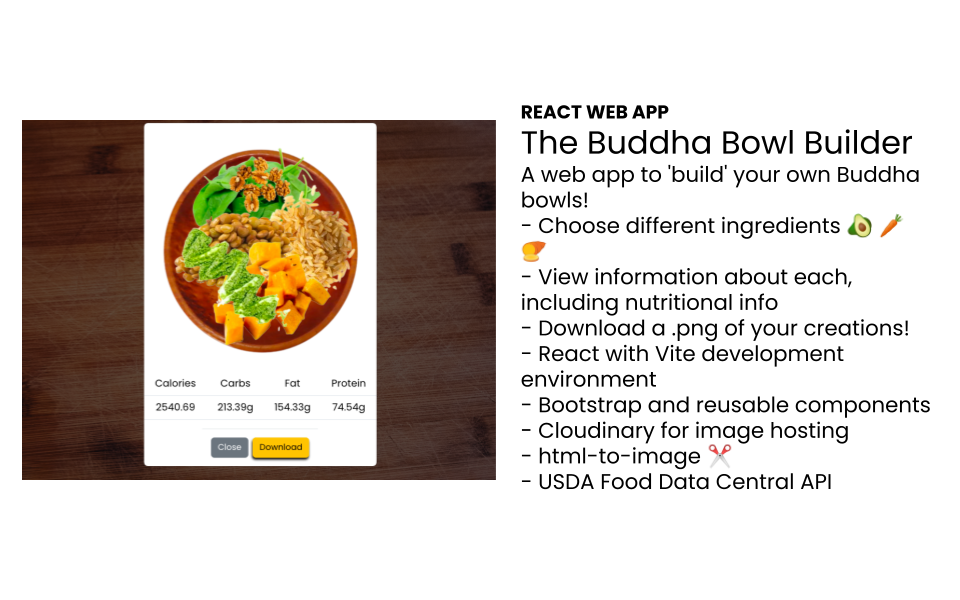 REACT WEB APP
The Buddha Bowl Builder
A web app to 'build' your own Buddha
bowls!
- Choose different ingredients 🥑 🥕
🥭
- View information about each,
including nutritional info
- Download a .png of your creations!
- React with Vite development
environment
- Bootstrap and reusable components
- Cloudinary for image hosting
- html-to-image ✂️
- USDA Food Data Central API
Calories Carbs Fat Protein
2540.69 213.39g 154.33g 74.54g
Close Download